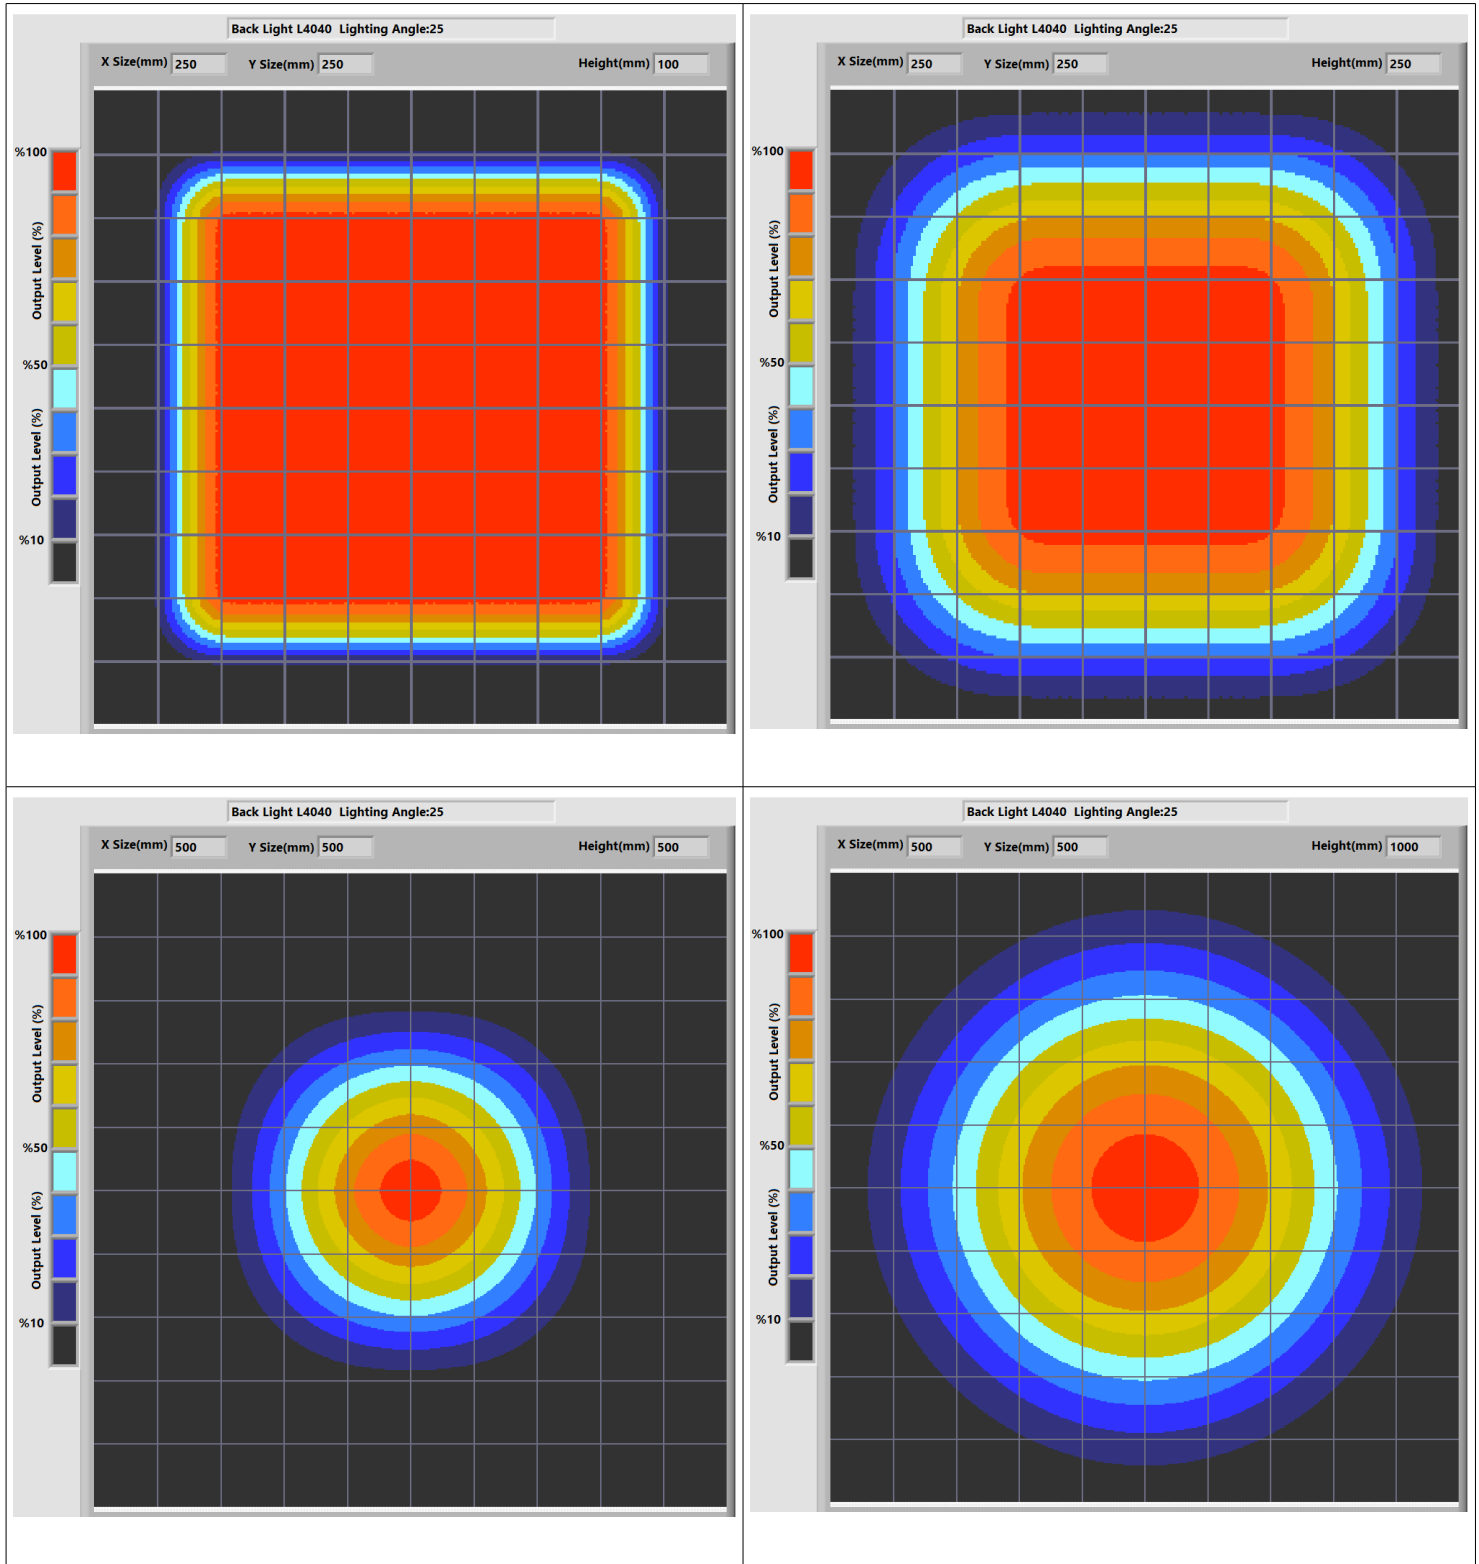 Back Light L4040  Lighting Angle:25
X Size(mm) 250 Y Size(mm) 250 Height(mm) 100
%100
Output Level (%)
%50
Output Level (%)
%10
Back Light L4040  Lighting Angle:25
X Size(mm) 250 Y Size(mm) 250 Height(mm) 250
%100
Output Level (%)
%50
Output Level (%)
%10
Back Light L4040  Lighting Angle:25
X Size(mm) 500 Y Size(mm) 500 Height(mm) 500
%100
Output Level (%)
%50
Output Level (%)
%10
Back Light L4040  Lighting Angle:25
X Size(mm) 500 Y Size(mm) 500 Height(mm) 1000
%100
Output Level (%)
%50
Output Level (%)
%10